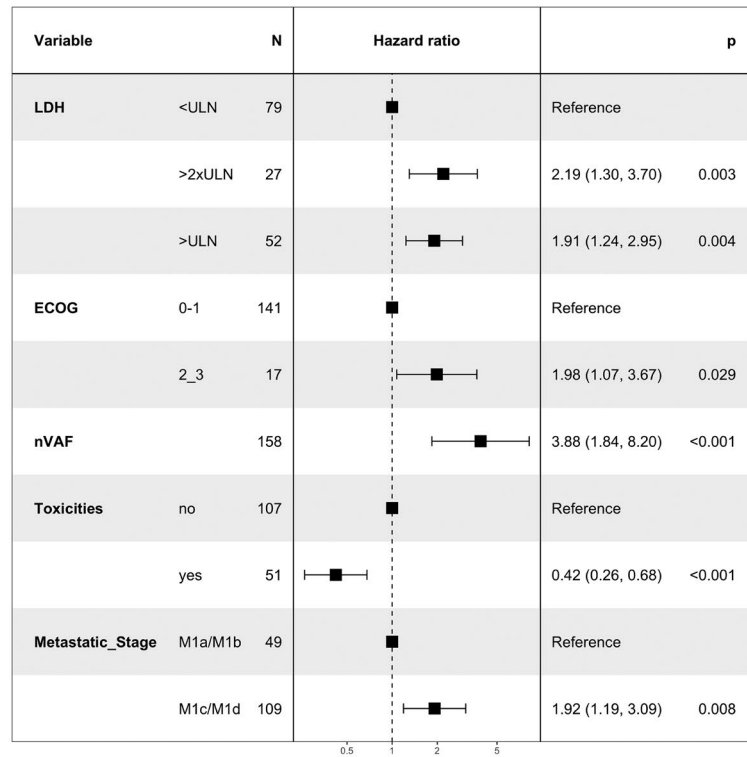 Variable N Hazard ratio p
LDH <ULN 79 Reference
>2xULN 27 2.19 (1.30, 3.70) 0.003
>ULN 52 1.91 (1.24, 2.95) 0.004
ECOG 0-1 141 Reference
2_3 17 1.98 (1.07, 3.67) 0.029
nVAF 158 3.88 (1.84, 8.20) <0.001
Toxicities no 107 Reference
yes 51 0.42 (0.26, 0.68) <0.001
Metastatic_Stage M1a/M1b 49 Reference
M1c/M1d 109 1.92 (1.19, 3.09) 0.008
0.5 1 2 5